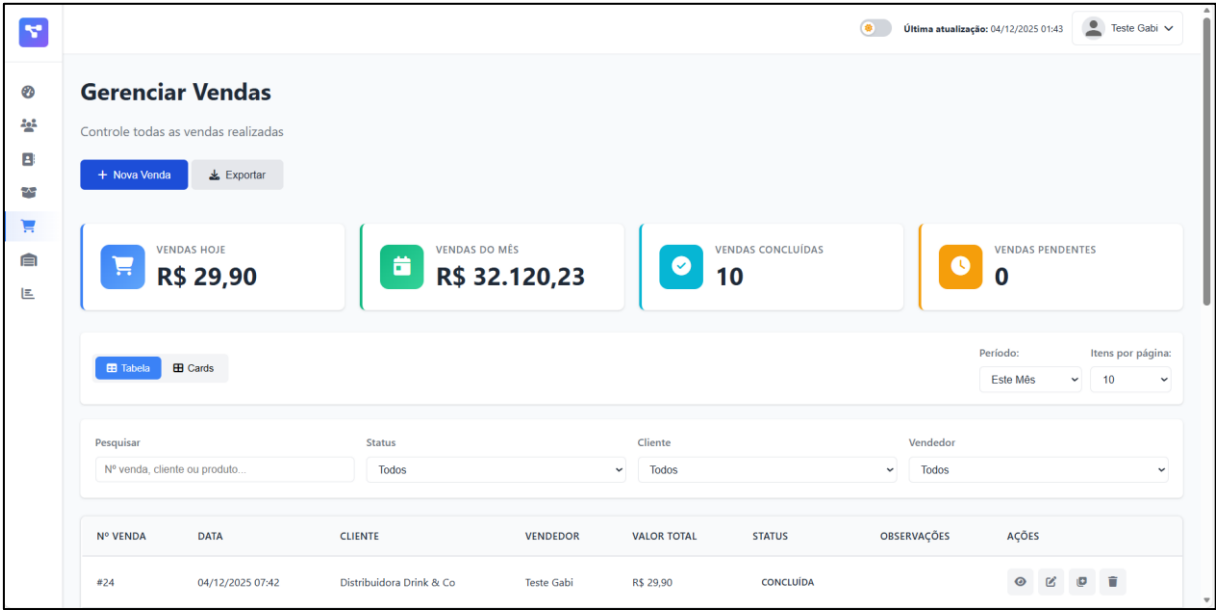 Última atualização: 04/12/2025 01:43 Teste Gabi
Gerenciar Vendas
Controle todas as vendas realizadas
+ Nova Venda Exportar
VENDAS HOJE
R$ 29,90
VENDAS DO MÊS
R$ 32.120,23
VENDAS CONCLUÍDAS
10
VENDAS PENDENTES
0
Tabela Cards
Período: Itens por página:
Este Mês 10
Pesquisar Status Cliente Vendedor
Nº venda, cliente ou produto... Todos Todos Todos
Nº VENDA DATA CLIENTE VENDEDOR VALOR TOTAL STATUS OBSERVAÇÕES AÇÕES
#24 04/12/2025 07:42 Distribuidora Drink & Co Teste Gabi R$ 29,90 CONCLUÍDA